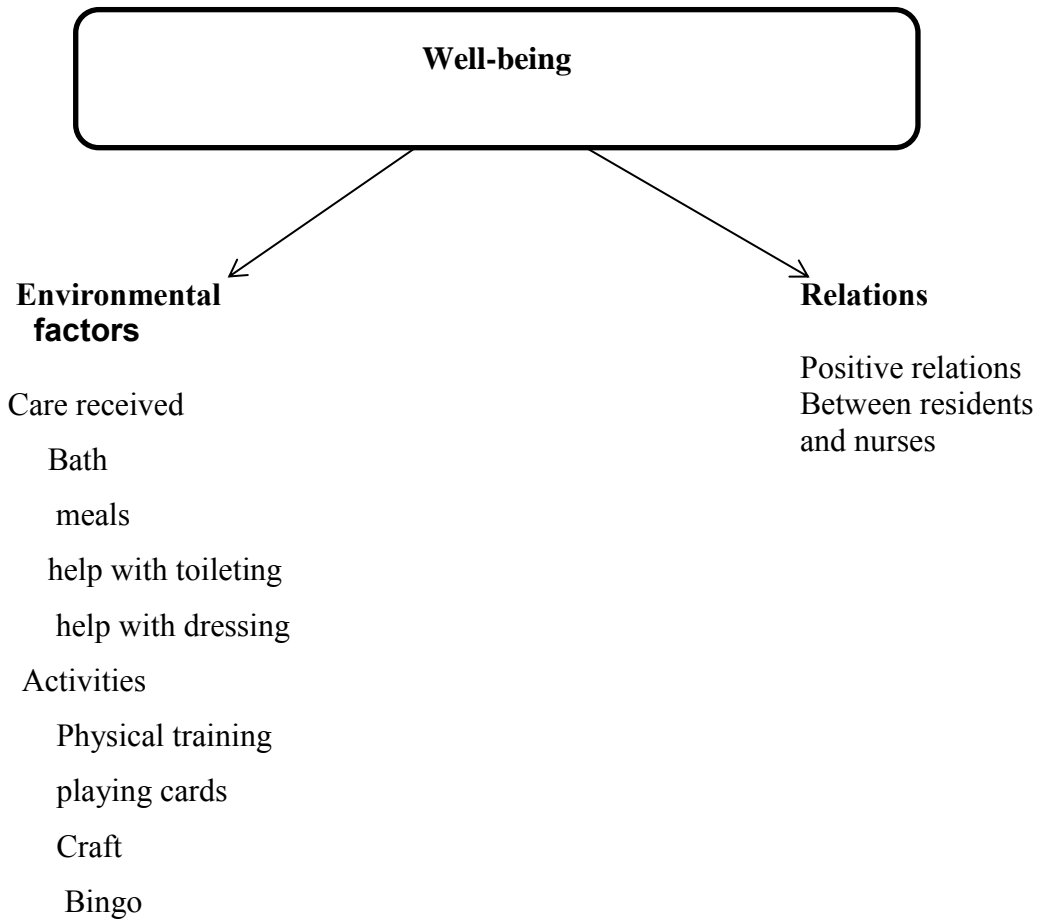 Well-being
Environmental
factors
Care received
Bath
meals
help with toileting
help with dressing
Activities
Physical training
playing cards
Craft
Bingo
Relations
Positive relations
Between residents
and nurses